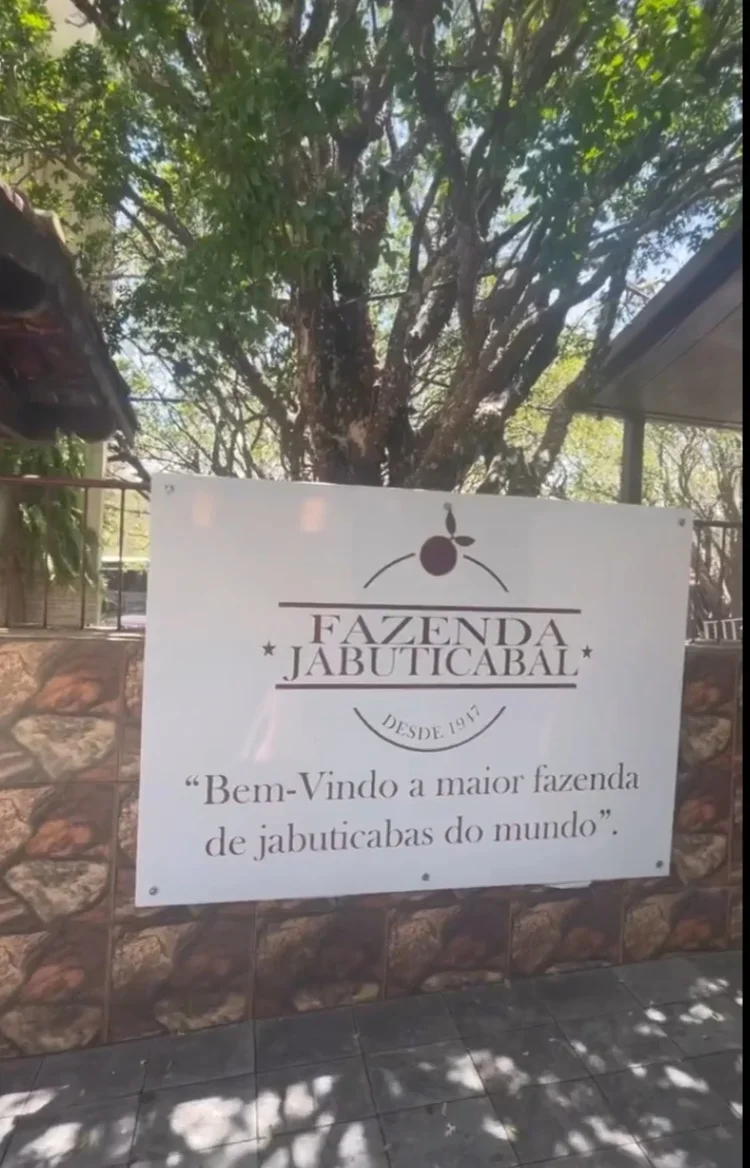 FAZENDA
JABUTICABAL
DESDE 1947
“Bem-Vindo a maior fazenda
de jabuticabas do mundo”.